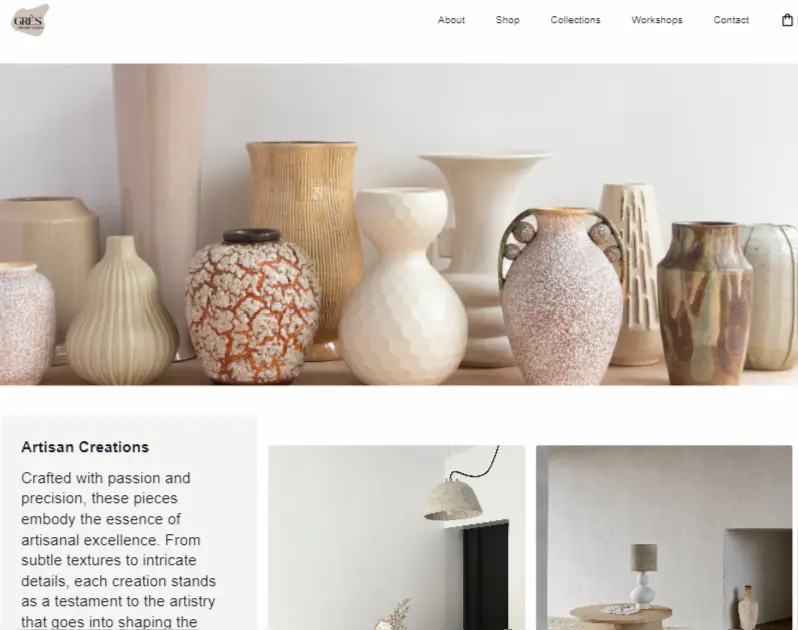 GRÈS
About
Shop
Collections
Workshops
Contact
Artisan Creations
Crafted with passion and
precision, these pieces
embody the essence of
artisanal excellence. From
subtle textures to intricate
details, each creation stands
as a testament to the artistry
that goes into shaping the